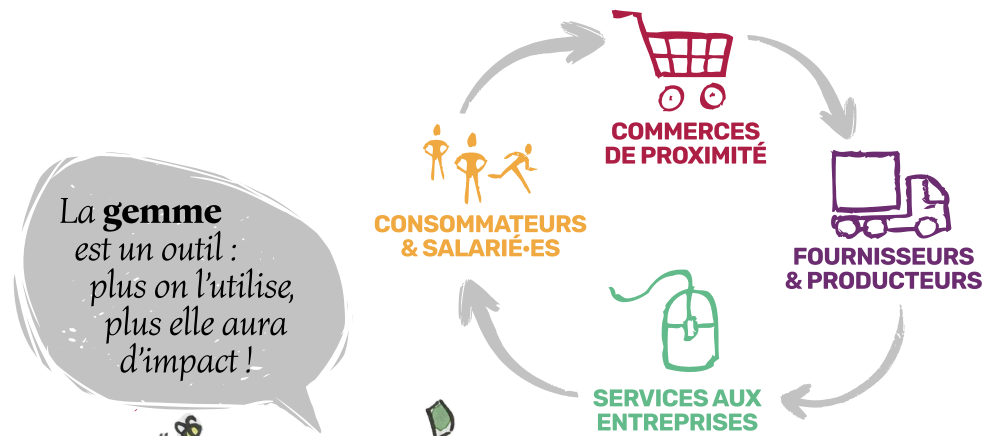 La gemme
est un outil :
plus on l'utilise,
plus elle aura
d'impact !
COMMERCES
DE PROXIMITÉ
CONSOMMATEURS
& SALARIÉ•ES
FOURNISSEURS
& PRODUCTEURS
SERVICES AUX
ENTREPRISES